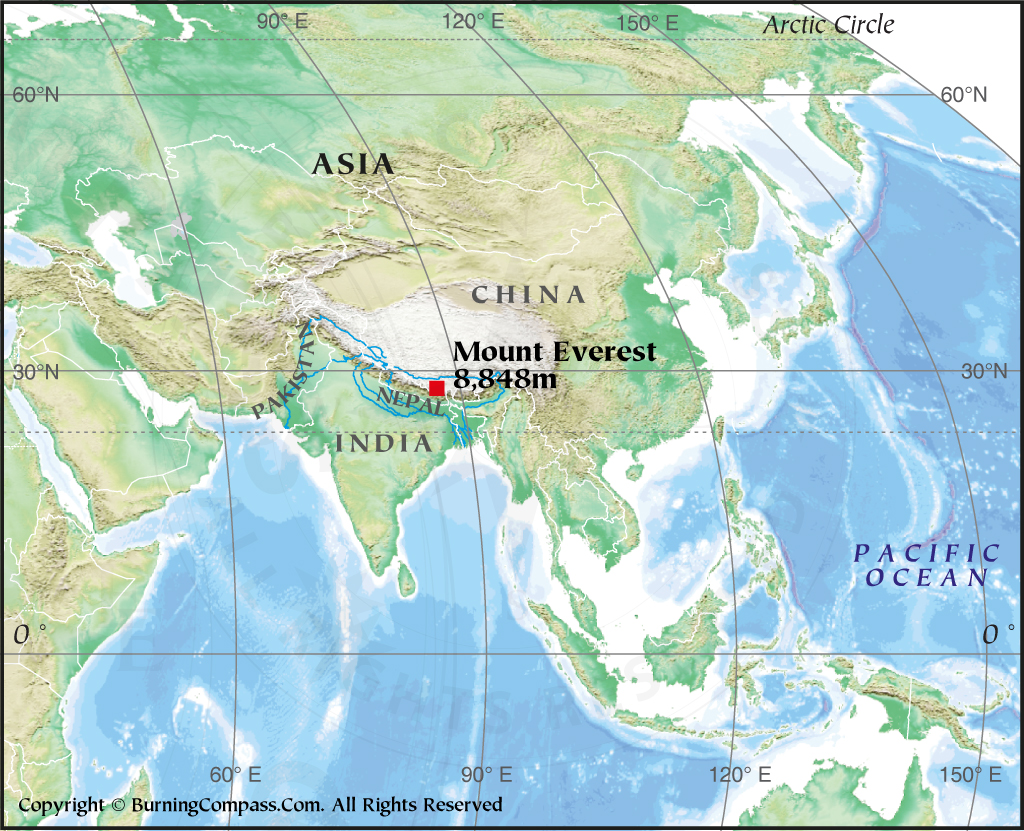 90° E
120° E
150° E
Arctic Circle
60°N
60°N
ASIA
CHINA
Mount Everest
8,848m
30°N
30°N
PAKISTAN
NEPAL
INDIA
PACIFIC
OCEAN
0 °
0 °
60° E
90° E
120° E
150° E
Copyright © BurningCompass.Com. All Rights Reserved